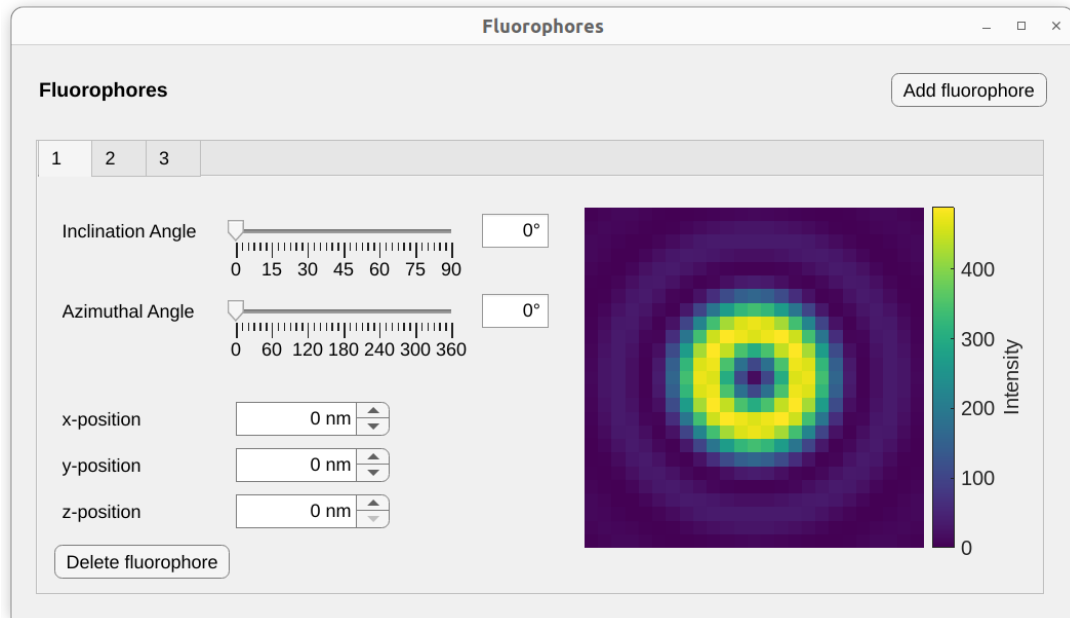 Fluorophores
Fluorophores
Add fluorophore
1 2 3
Inclination Angle
0°
0 15 30 45 60 75 90
Azimuthal Angle
0°
0 60 120 180 240 300 360
x-position
0 nm
y-position
0 nm
z-position
0 nm
Delete fluorophore
400
300
200
100
0
Intensity